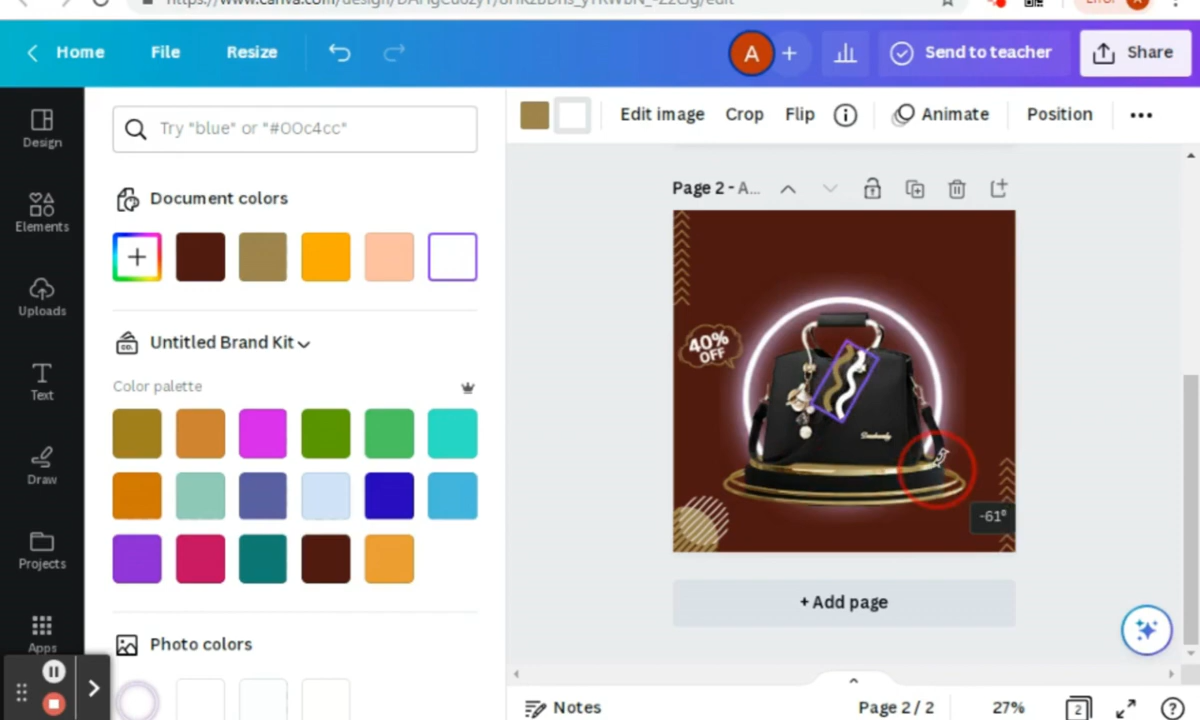 Home
File
Resize
A
+
Send to teacher
Share
Design
Elements
Uploads
Text
Draw
Projects
Apps
Try "blue" or "#00c4cc"
Document colors
Untitled Brand Kit
Color palette
Photo colors
Edit image
Crop
Flip
Animate
Position
Page 2 - A...
40%
OFF
-61°
+ Add page
Notes
Page 2 / 2
27%
2